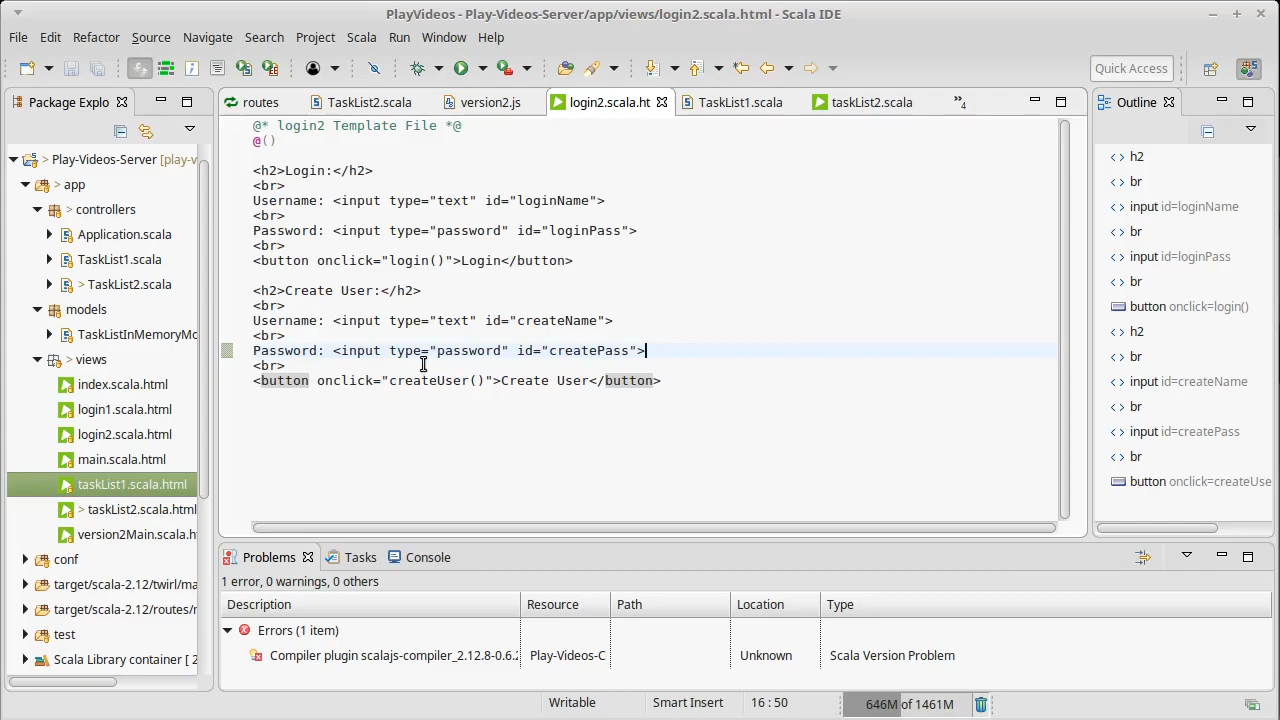 PlayVideos - Play-Videos-Server/app/views/login2.scala.html - Scala IDE
File Edit Refactor Source Navigate Search Project Scala Run Window Help
Quick Access
Package Explo
routes TaskList2.scala version2.js login2.scala.ht TaskList1.scala taskList2.scala »4
Outline
> Play-Videos-Server [play-v
> app
> controllers
Application.scala
TaskList1.scala
> TaskList2.scala
models
TaskListInMemoryMo
> views
index.scala.html
login1.scala.html
login2.scala.html
main.scala.html
taskList1.scala.html
> taskList2.scala.html
version2Main.scala.h
conf
target/scala-2.12/twirl/ma
target/scala-2.12/routes/r
test
Scala Library container [ 2
@* login2 Template File *@
@()
<h2>Login:</h2>
<br>
Username: <input type="text" id="loginName">
<br>
Password: <input type="password" id="loginPass">
<br>
<button onclick="login()">Login</button>
<h2>Create User:</h2>
<br>
Username: <input type="text" id="createName">
<br>
Password: <input type="password" id="createPass">
<br>
<button onclick="createUser()">Create User</button>
h2
br
input id=loginName
br
input id=loginPass
br
button onclick=login()
h2
br
input id=createName
br
input id=createPass
br
button onclick=createUse
Problems Tasks Console
1 error, 0 warnings, 0 others
Description Resource Path Location Type
Errors (1 item)
Compiler plugin scalajs-compiler_2.12.8-0.6.2 Play-Videos-C Unknown Scala Version Problem
Writable Smart Insert 16 : 50 646M of 1461M